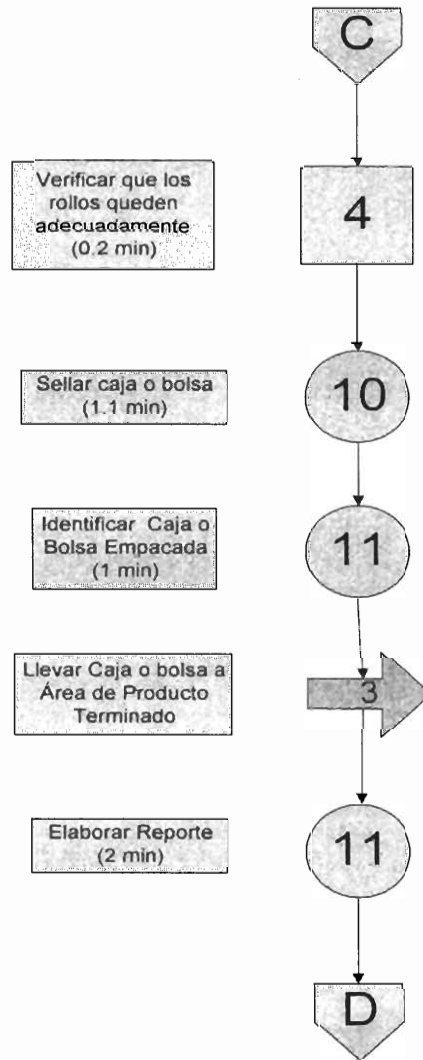 C
Verificar que los
rollos queden
adecuadamente
(0.2 min)
4
Sellar caja o bolsa
(1.1 min)
10
Identificar Caja o
Bolsa Empacada
(1 min)
11
Llevar Caja o bolsa a
Área de Producto
Terminado
3
Elaborar Reporte
(2 min)
11
D